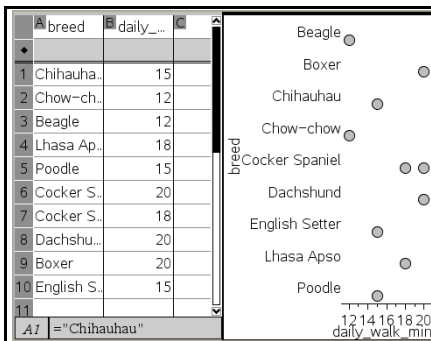 A breed B daily_... C
1 Chihauha.. 15
2 Chow-ch.. 12
3 Beagle 12
4 Lhasa Ap.. 18
5 Poodle 15
6 Cocker S.. 20
7 Cocker S.. 18
8 Dachshu... 20
9 Boxer 20
10 English S.. 15
11
A1 ="Chihauhau"
Beagle
Boxer
Chihauhau
Chow-chow
breed
Cocker Spaniel
Dachshund
English Setter
Lhasa Apso
Poodle
12 14 16 18 20
daily_walk_min